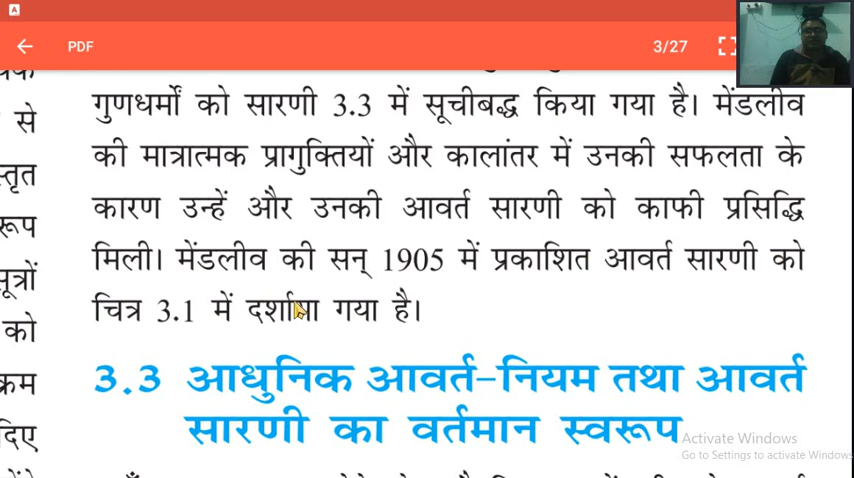 A
PDF
3/27
से
गुणधर्मों को सारणी 3.3 में सूचीबद्ध किया गया है। मेंडलीव
की मात्रात्मक प्रागुक्तियों और कालांतर में उनकी सफलता के
कारण उन्हें और उनकी आवर्त सारणी को काफी प्रसिद्धि
मिली। मेंडलीव की सन् 1905 में प्रकाशित आवर्त सारणी को
को
चित्र 3.1 में दर्शाया गया है।
3.3 आधुनिक आवर्त-नियम तथा आवर्त
सारणी का वर्तमान स्वरूप
Activate Windows
Go to Settings to activate Windows